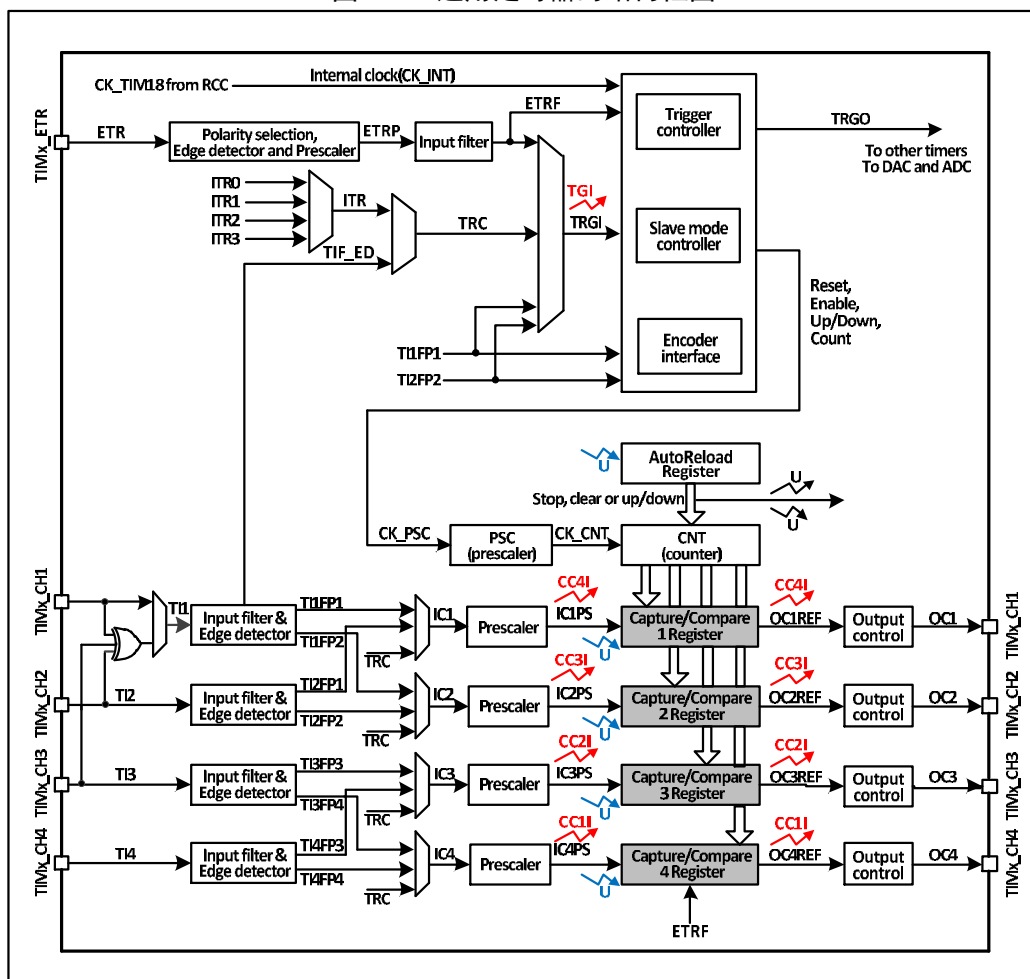 CK_TIM18 from RCC
Internal clock(CK_INT)
ETRF
TIMx_ETR
ETR
Polarity selection,
Edge detector and Prescaler
ETRP
Input filter
Trigger
controller
TRGO
To other timers
To DAC and ADC
ITR0
ITR1
ITR2
ITR3
ITR
TIF_ED
TRC
TGI
TRGI
Slave mode
controller
Reset,
Enable,
Up/Down,
Count
Encoder
interface
TI1FP1
TI2FP2
U
AutoReload
Register
Stop, clear or up/down
U
U
CK_PSC
PSC
(prescaler)
CK_CNT
CNT
(counter)
TIMx_CH1
TI1
Input filter &
Edge detector
TI1FP1
TI1FP2
TRC
IC1
Prescaler
CC4I
IC1PS
U
Capture/Compare
1 Register
CC4I
OC1REF
Output
control
OC1
TIMx_CH1
TIMx_CH2
TI2
Input filter &
Edge detector
TI2FP1
TI2FP2
TRC
IC2
Prescaler
CC3I
IC2PS
U
Capture/Compare
2 Register
CC3I
OC2REF
Output
control
OC2
TIMx_CH2
TIMx_CH3
TI3
Input filter &
Edge detector
TI3FP3
TI3FP4
TRC
IC3
Prescaler
CC2I
IC3PS
U
Capture/Compare
3 Register
CC2I
OC3REF
Output
control
OC3
TIMx_CH3
TIMx_CH4
TI4
Input filter &
Edge detector
TI4FP3
TI4FP4
TRC
IC4
Prescaler
CC1I
IC4PS
U
Capture/Compare
4 Register
CC1I
OC4REF
Output
control
OC4
TIMx_CH4
ETRF